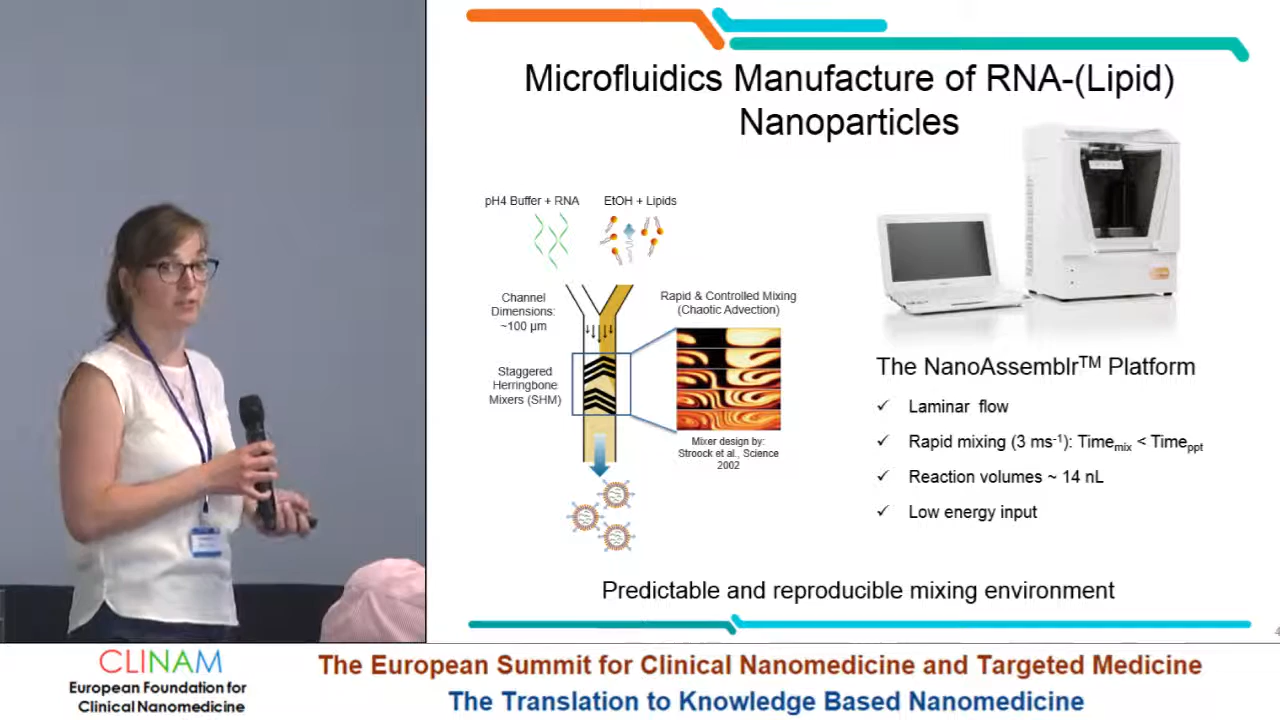 Microfluidics Manufacture of RNA-(Lipid)
Nanoparticles
pH4 Buffer + RNA
EtOH + Lipids
Channel
Dimensions:
~100 µm
Rapid & Controlled Mixing
(Chaotic Advection)
Staggered
Herringbone
Mixers (SHM)
Mixer design by:
Stroock et al., Science
2002
The NanoAssemblr™ Platform
✓ Laminar flow
✓ Rapid mixing (3 ms⁻¹): Timemix < Timeppt
✓ Reaction volumes ~ 14 nL
✓ Low energy input
Predictable and reproducible mixing environment
4
CLINAM
European Foundation for
Clinical Nanomedicine
The European Summit for Clinical Nanomedicine and Targeted Medicine
The Translation to Knowledge Based Nanomedicine